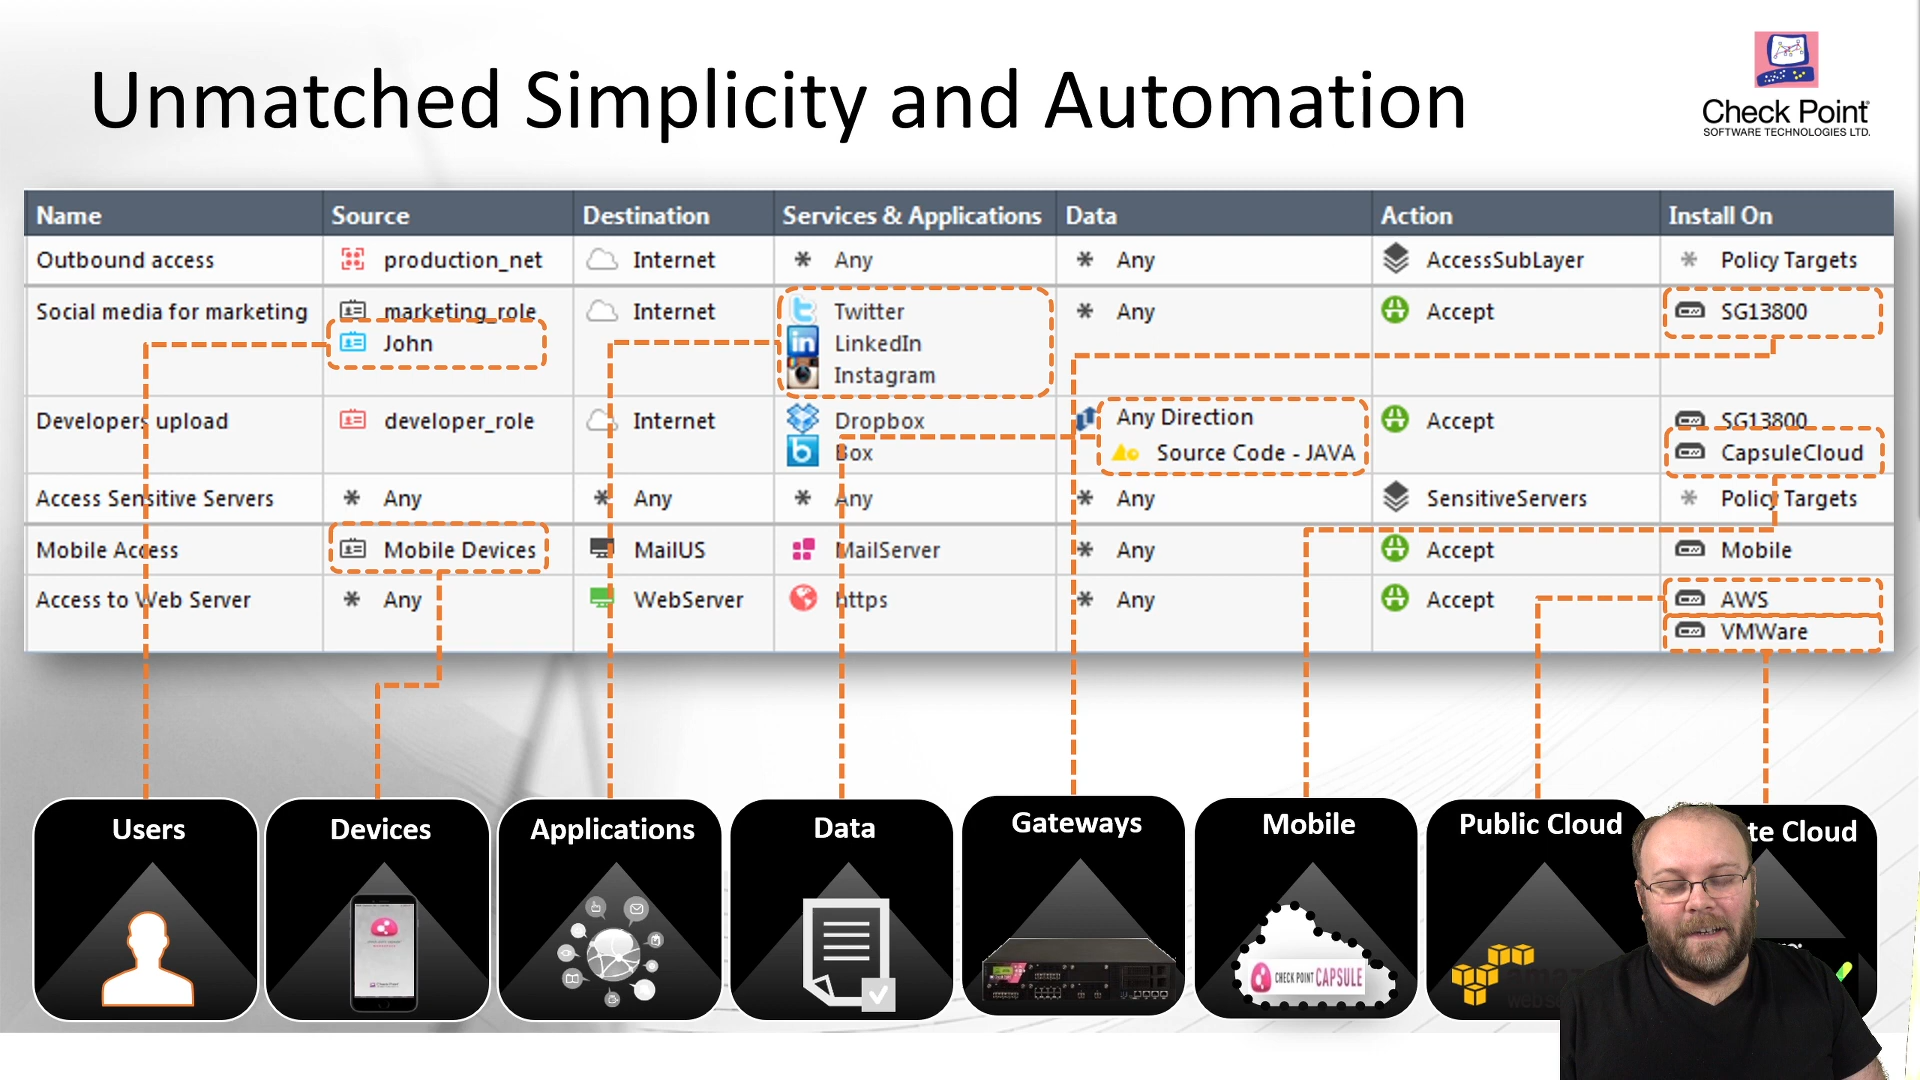 Unmatched Simplicity and Automation
Check Point
SOFTWARE TECHNOLOGIES LTD.
Name Source Destination Services & Applications Data Action Install On
Outbound access production_net Internet * Any * Any AccessSubLayer * Policy Targets
Social media for marketing marketing_role Internet Twitter * Any Accept SG13800
John LinkedIn
Instagram
Developers upload developer_role Internet Dropbox Any Direction Accept SG13800
Box Source Code - JAVA CapsuleCloud
Access Sensitive Servers * Any * Any * Any * Any SensitiveServers * Policy Targets
Mobile Access Mobile Devices MailUS MailServer * Any Accept Mobile
Access to Web Server * Any WebServer https * Any Accept AWS
VMWare
Users Devices Applications Data Gateways Mobile Public Cloud te Cloud
CHECK POINT CAPSULE